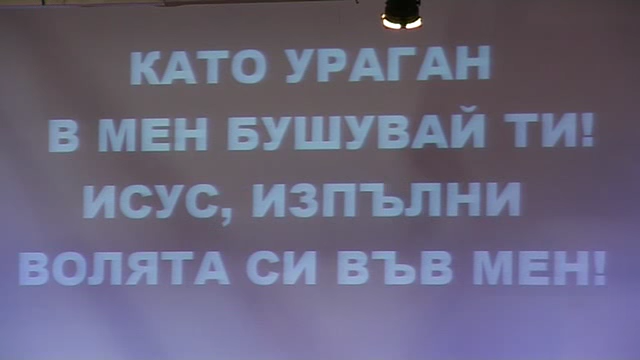 КАТО УРАГАН
В МЕН БУШУВАЙ ТИ!
ИСУС, ИЗПЪЛНИ
ВОЛЯТА СИ ВЪВ МЕН!